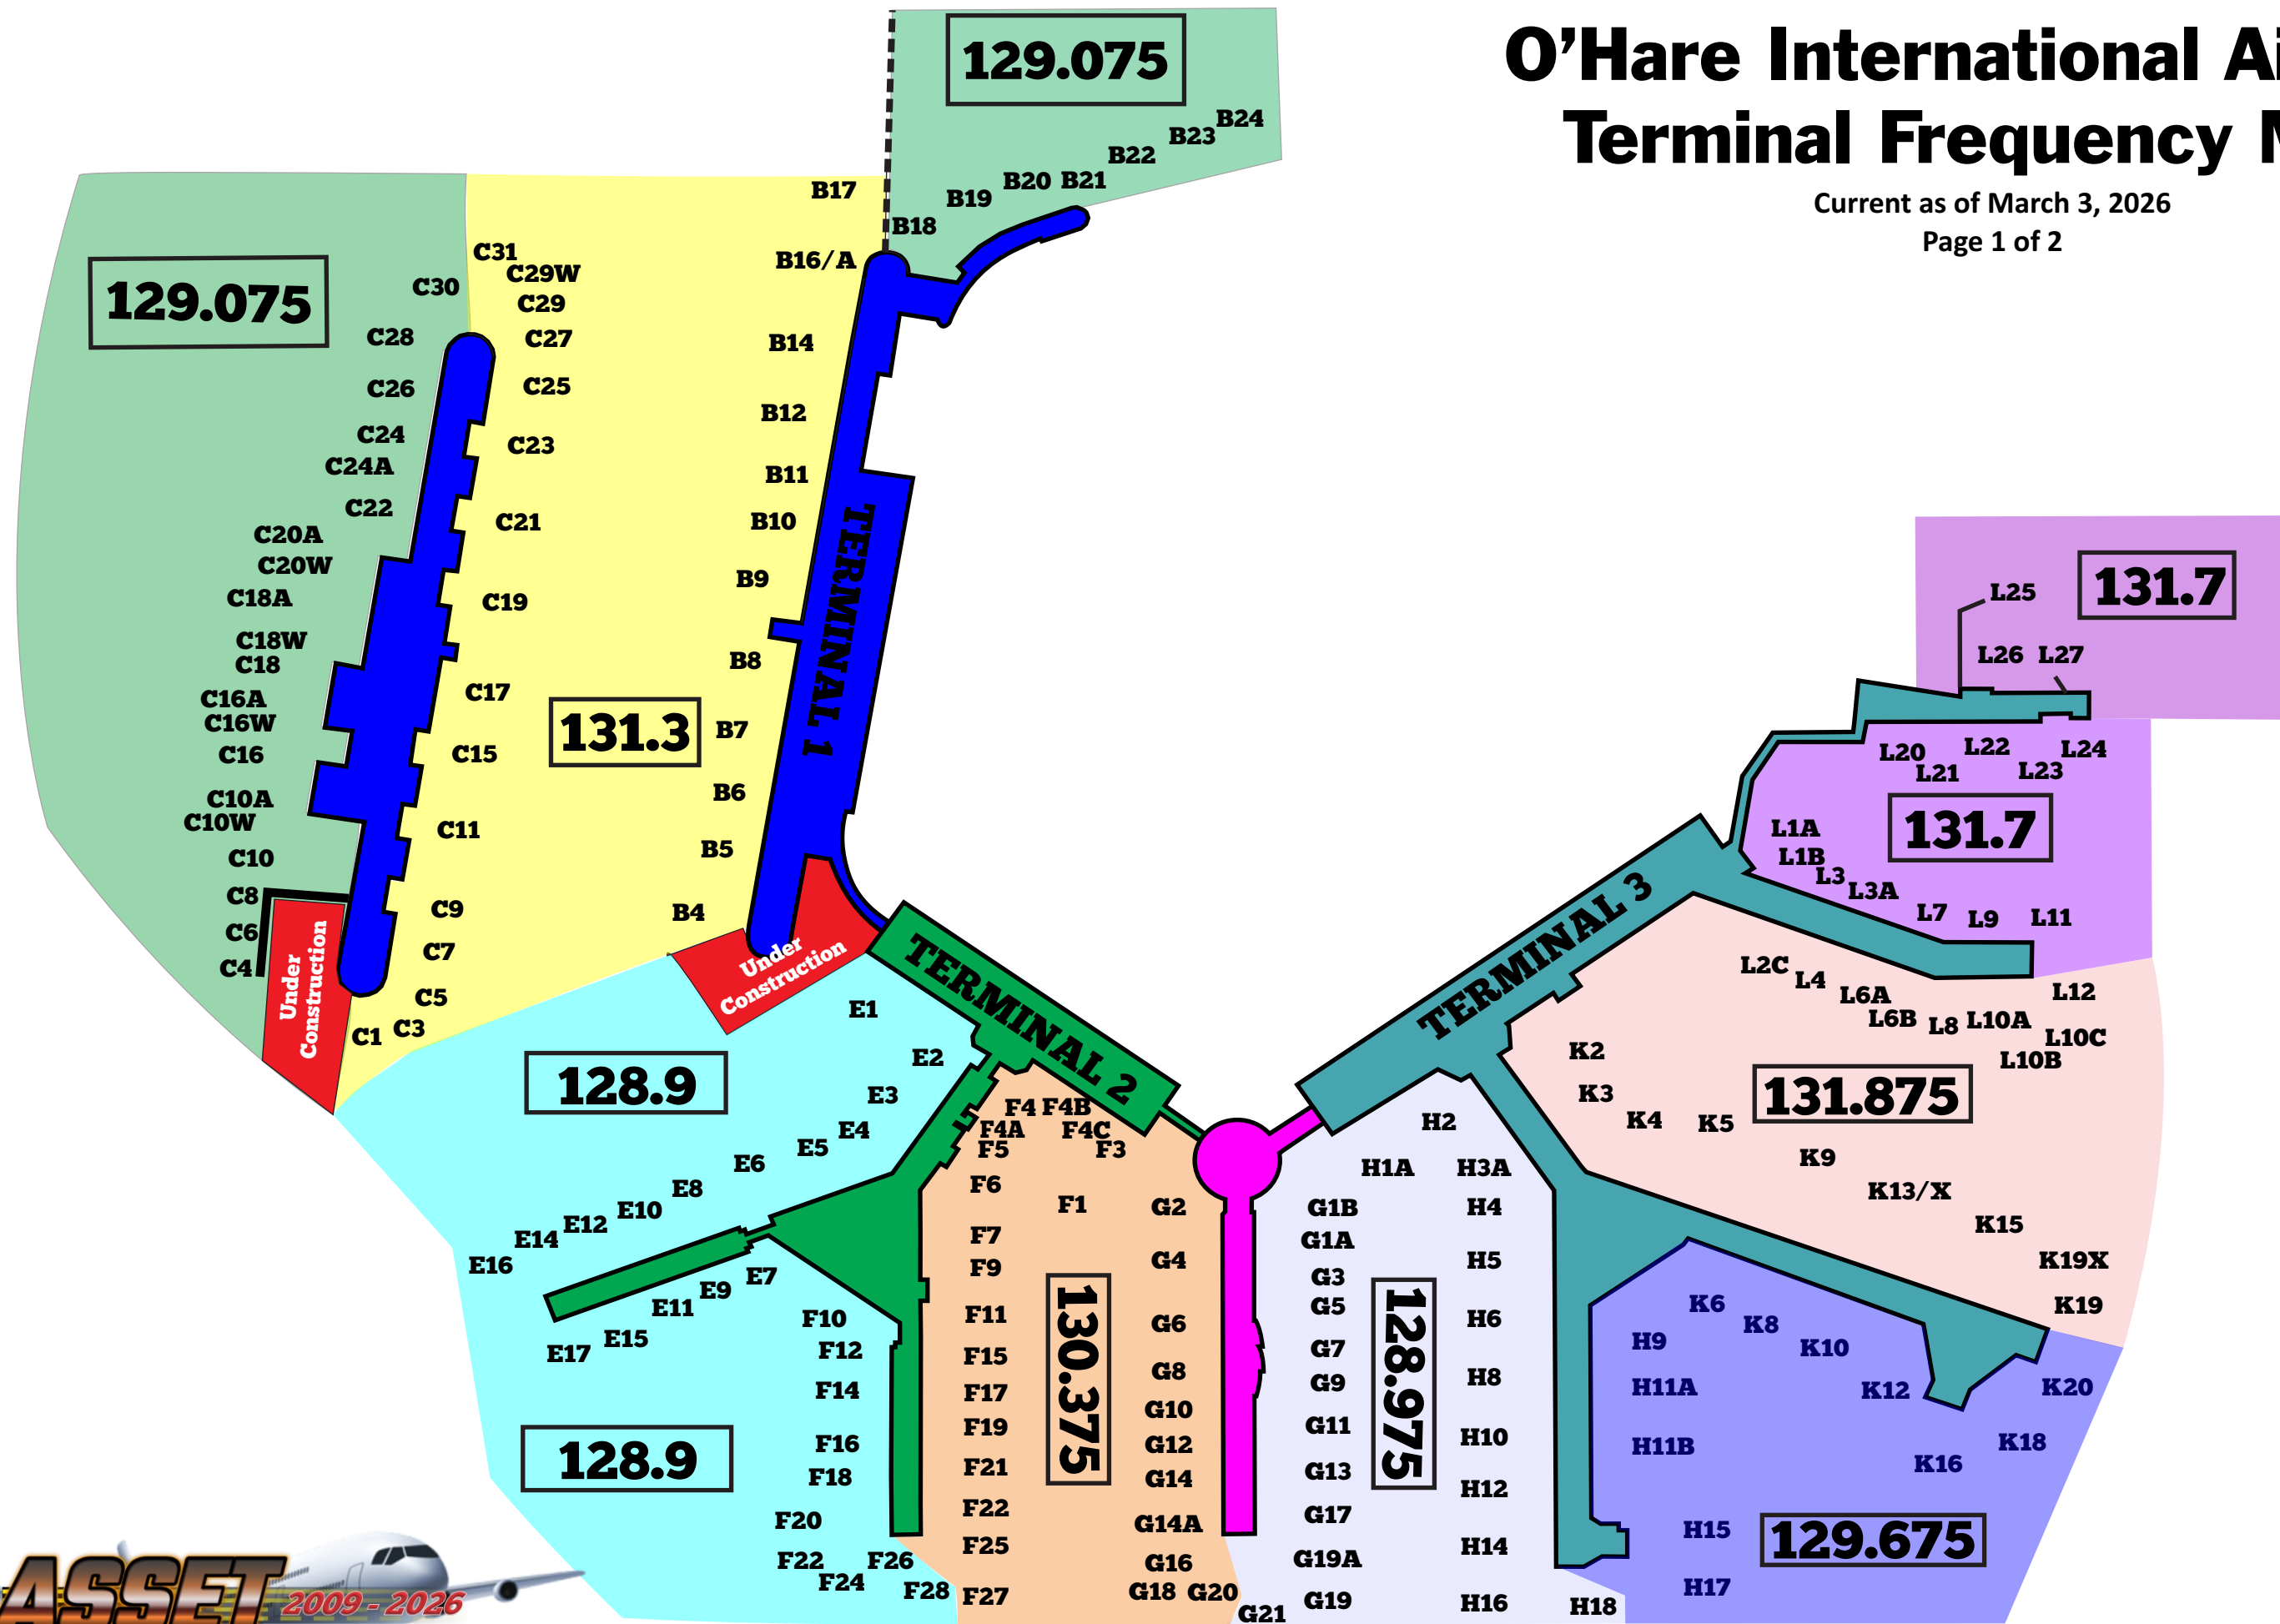 O'Hare International Ai
Terminal Frequency M
Current as of March 3, 2026
Page 1 of 2
129.075
B24
B23
B22
B20 B21
B19
B18
B17
B16/A
B14
B12
B11
B10
B9
B8
B7
B6
B5
B4
TERMINAL 1
131.3
C31
C29W
C29
C27
C25
C23
C21
C19
C17
C15
C11
C9
C7
C5
C3
C1
129.075
C30
C28
C26
C24
C24A
C22
C20A
C20W
C18A
C18W
C18
C16A
C16W
C16
C10A
C10W
C10
C8
C6
C4
Under
Construction
Under
Construction
TERMINAL 2
128.9
E1
E2
E3
E4
E5
E6
E8
E10
E12
E14
E16
E7
E9
E11
E15
E17
128.9
F10
F12
F14
F16
F18
F20
F22
F24
F26
F28
F4 F4B
F4A F4C
F5 F3
F6
F1
F7
F9
F11
F15
F17
F19
F21
F22
F25
F27
130.375
G2
G4
G6
G8
G10
G12
G14
G14A
G16
G18 G20
G21
H2
H1A H3A
G1B
G1A
G3
G5
G7
G9
G11
G13
G17
G19A
G19
128.975
H4
H5
H6
H8
H10
H12
H14
H16
H18
TERMINAL 3
131.7
L25
L26 L27
L20
L22
L24
L21
L23
131.7
L1A
L1B
L3
L3A
L7
L9
L11
L2C
L4
L6A
L6B
L8
L10A
L12
L10C
L10B
131.875
K2
K3
K4
K5
K9
K13/X
K15
K19X
K19
K6
K8
K10
K12
K16
K18
K20
H9
H11A
H11B
H15
H17
129.675
ASSET
2009 - 2026